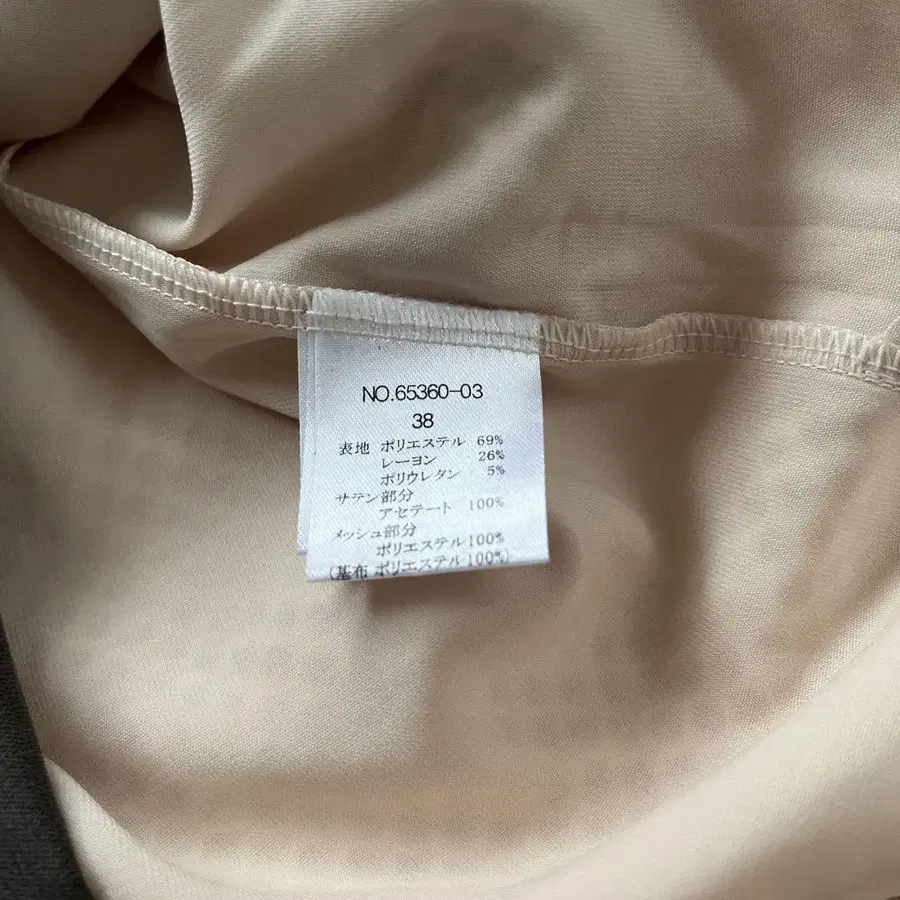 NO.65360-03
38
表地 ポリエステル 69%
レーヨン 26%
ポリウレタン 5%
サテン部分
アセテート 100%
メッシュ部分
ポリエステル100%
(基布 ポリエステル100%)